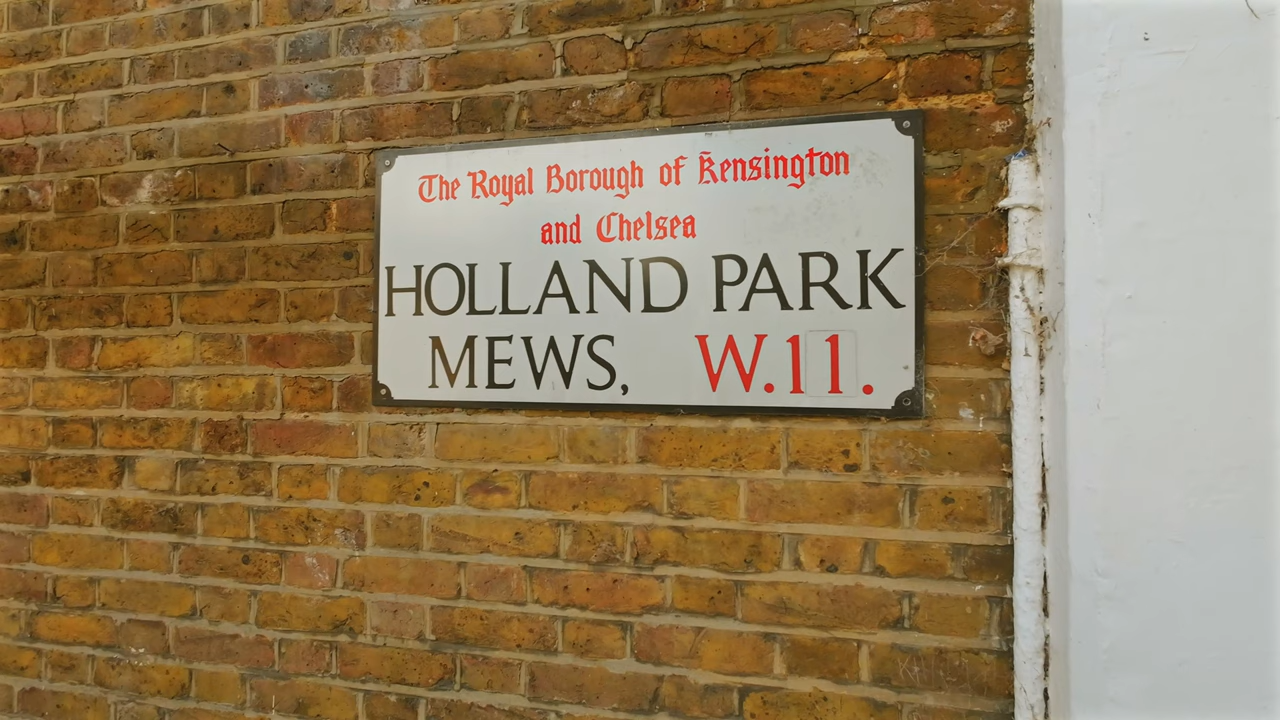 The Royal Borough of Kensington
and Chelsea
HOLLAND PARK
MEWS, W.11.